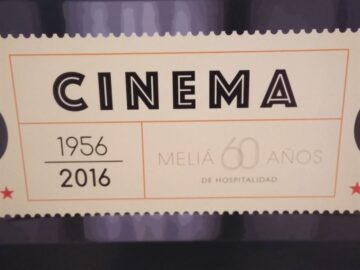 CINEMA
1956
2016
MELIÁ 60 AÑOS
DE HOSPITALIDAD